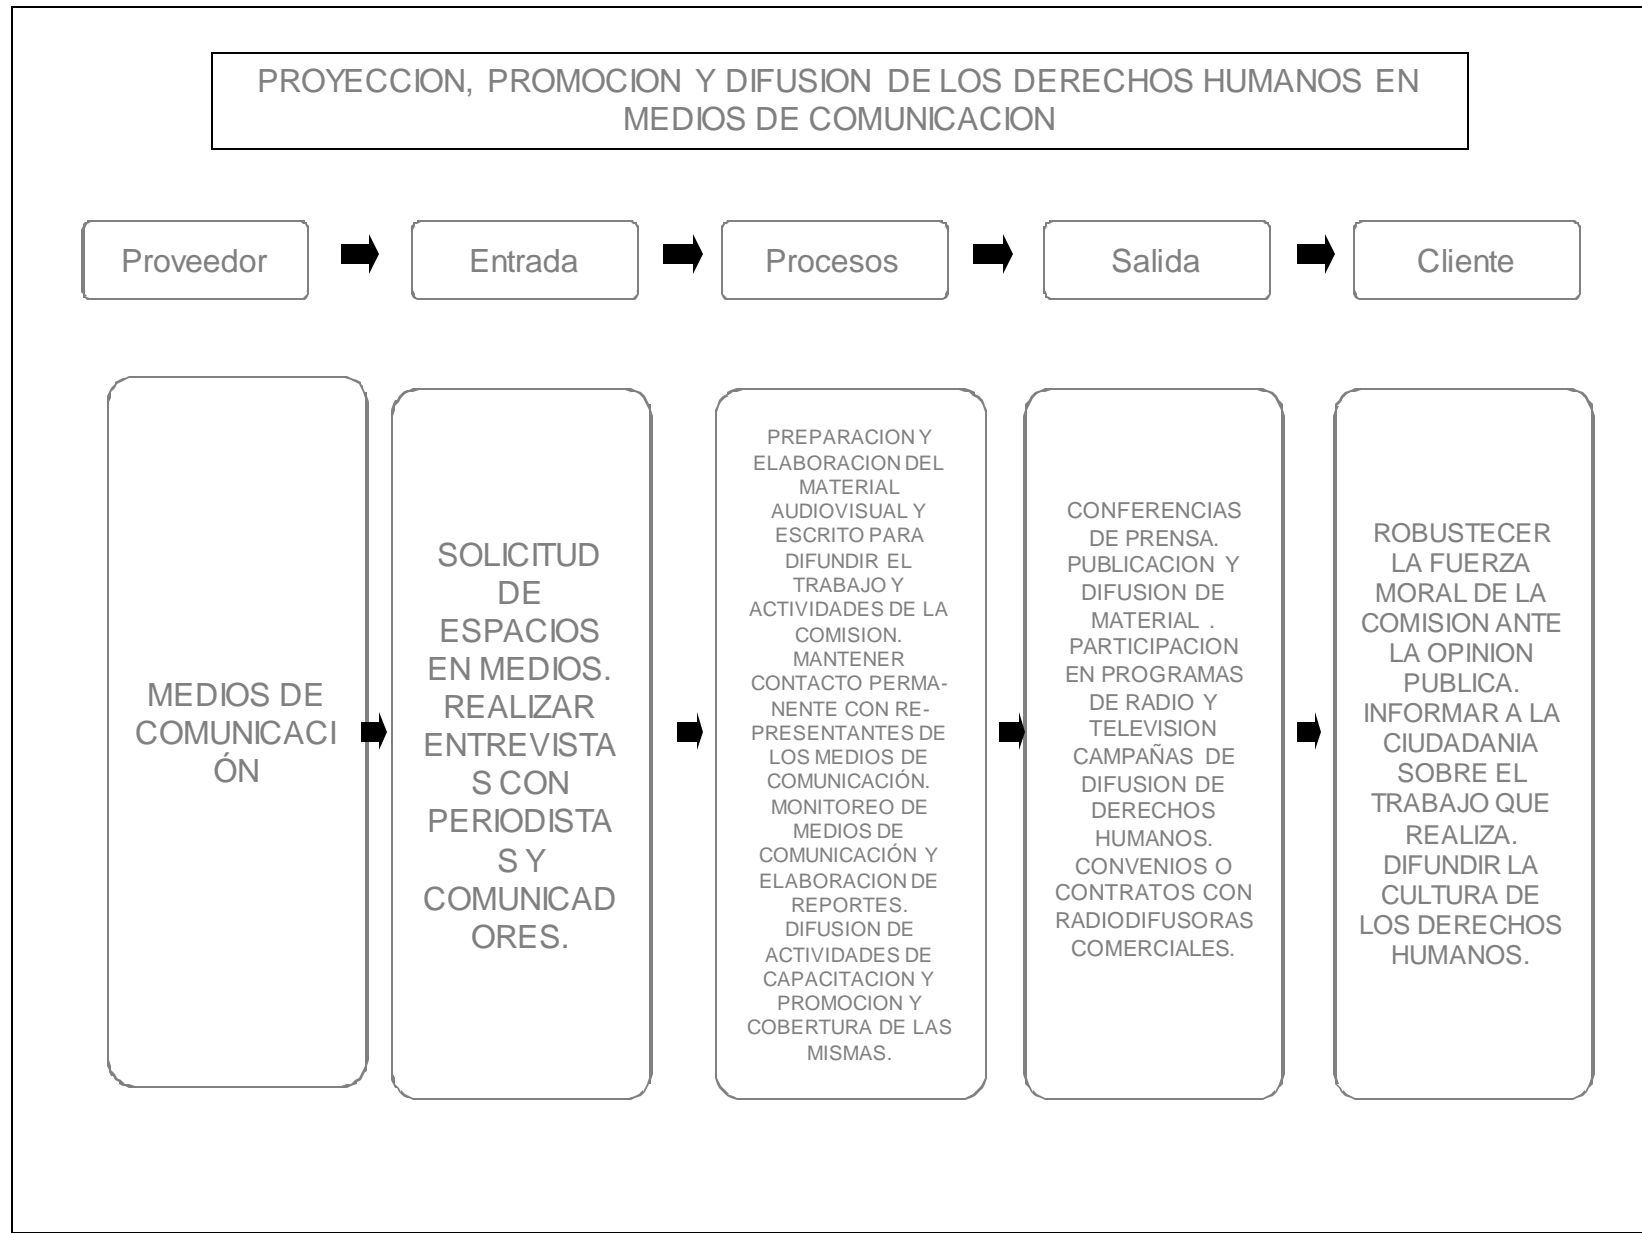 PROYECCION, PROMOCION Y DIFUSION DE LOS DERECHOS HUMANOS EN
MEDIOS DE COMUNICACION
Proveedor
Entrada
Procesos
Salida
Cliente
MEDIOS DE
COMUNICACI
ÓN
SOLICITUD
DE
ESPACIOS
EN MEDIOS.
REALIZAR
ENTREVISTA
S CON
PERIODISTA
S Y
COMUNICAD
ORES.
PREPARACION Y
ELABORACION DEL
MATERIAL
AUDIOVISUAL Y
ESCRITO PARA
DIFUNDIR EL
TRABAJO Y
ACTIVIDADES DE LA
COMISION.
MANTENER
CONTACTO PERMA-
NENTE CON RE-
PRESENTANTES DE
LOS MEDIOS DE
COMUNICACIÓN.
MONITOREO DE
MEDIOS DE
COMUNICACIÓN Y
ELABORACION DE
REPORTES.
DIFUSION DE
ACTIVIDADES DE
CAPACITACION Y
PROMOCION Y
COBERTURA DE LAS
MISMAS.
CONFERENCIAS
DE PRENSA.
PUBLICACION Y
DIFUSION DE
MATERIAL .
PARTICIPACION
EN PROGRAMAS
DE RADIO Y
TELEVISION
CAMPAÑAS DE
DIFUSION DE
DERECHOS
HUMANOS.
CONVENIOS O
CONTRATOS CON
RADIODIFUSORAS
COMERCIALES.
ROBUSTECER
LA FUERZA
MORAL DE LA
COMISION ANTE
LA OPINION
PUBLICA.
INFORMAR A LA
CIUDADANIA
SOBRE EL
TRABAJO QUE
REALIZA.
DIFUNDIR LA
CULTURA DE
LOS DERECHOS
HUMANOS.